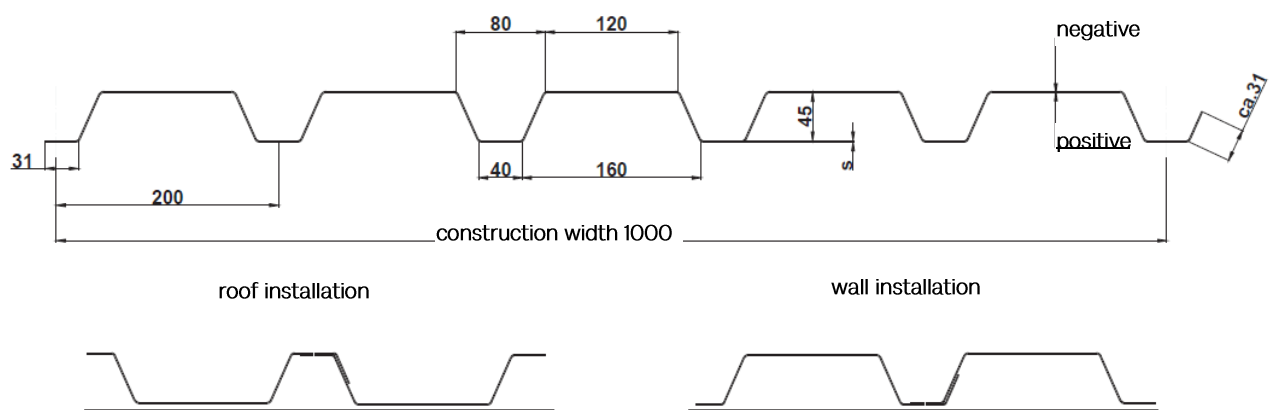 80
120
negative
45
ca.31
positive
s
31
40
160
200
construction width 1000
roof installation
wall installation